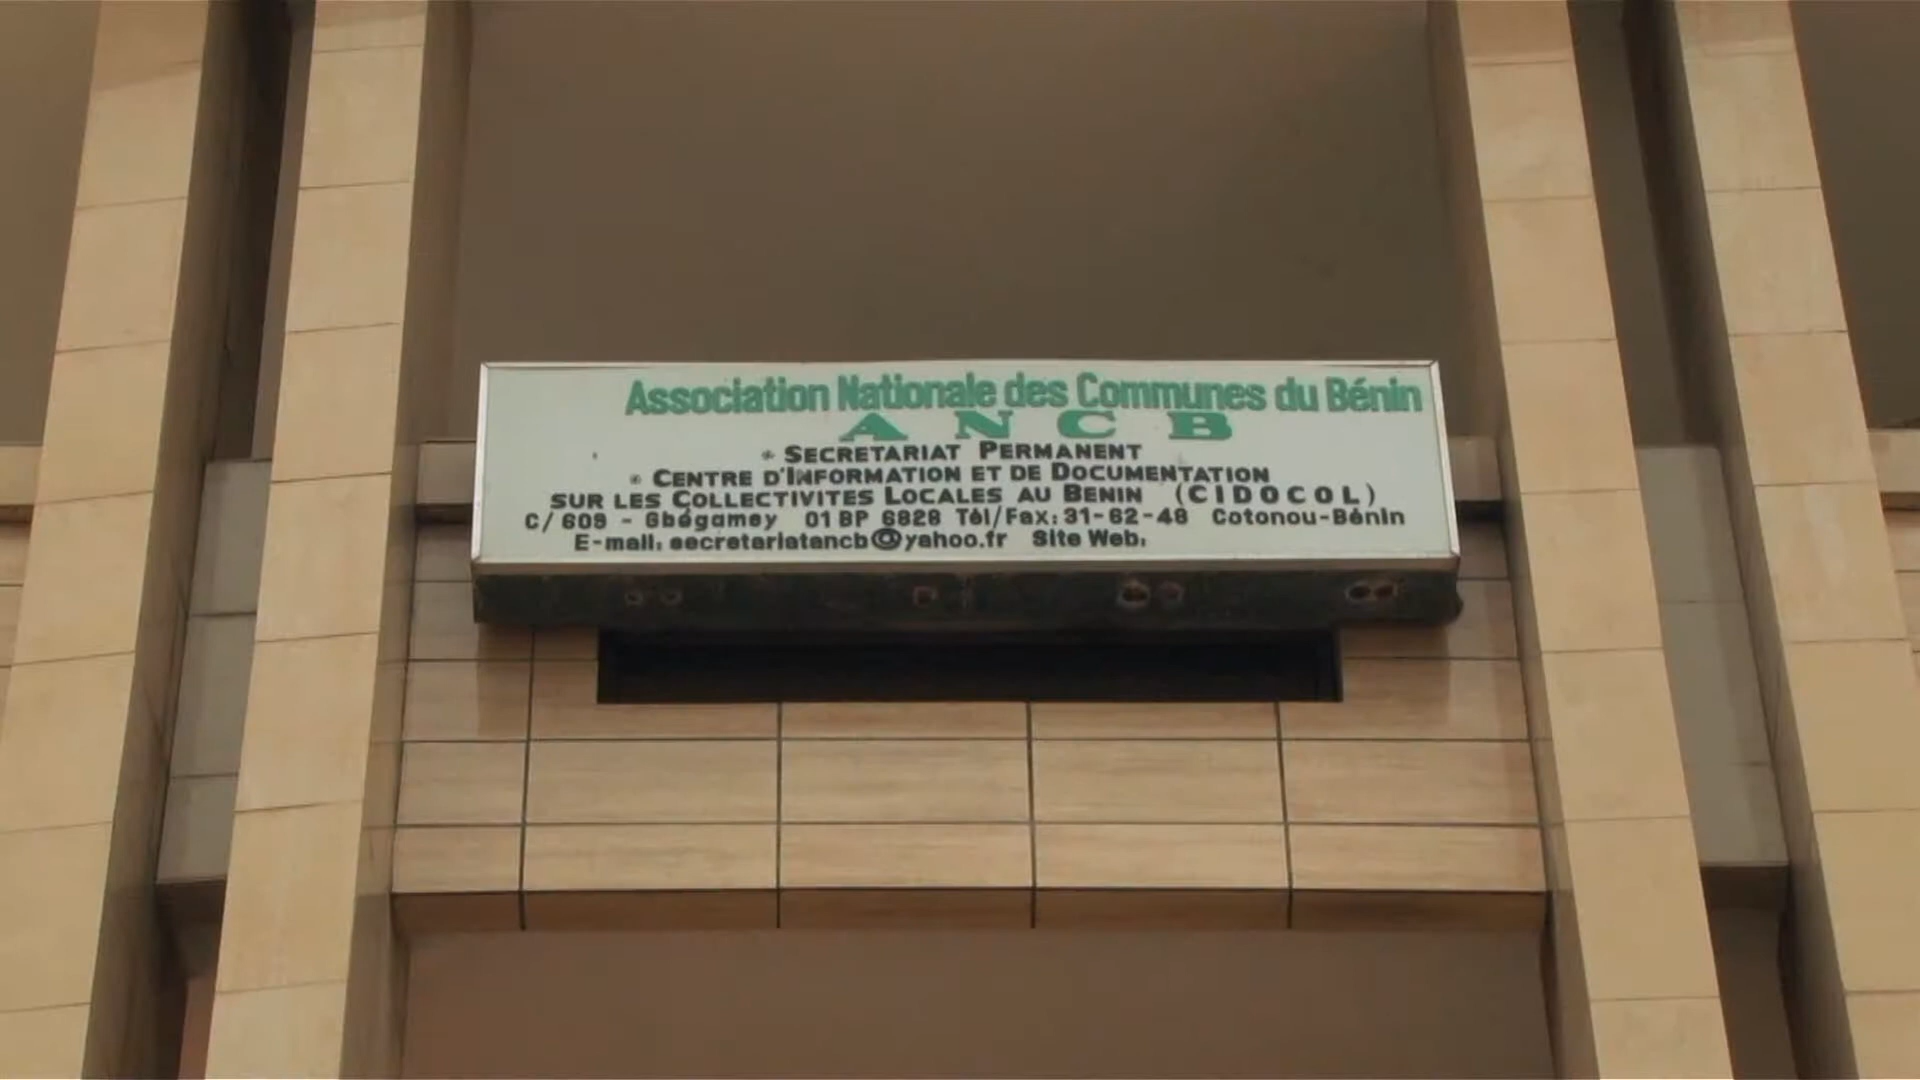 Association Nationale des Communes du Bénin
A N C B
* SECRETARIAT PERMANENT
* CENTRE D'INFORMATION ET DE DOCUMENTATION
SUR LES COLLECTIVITES LOCALES AU BENIN (CIDOCOL)
C/ 609 - Gbégamey 01 BP 6828 Tél/Fax: 31-62-48 Cotonou-Bénin
E-mail: secretariatancb@yahoo.fr Site Web: